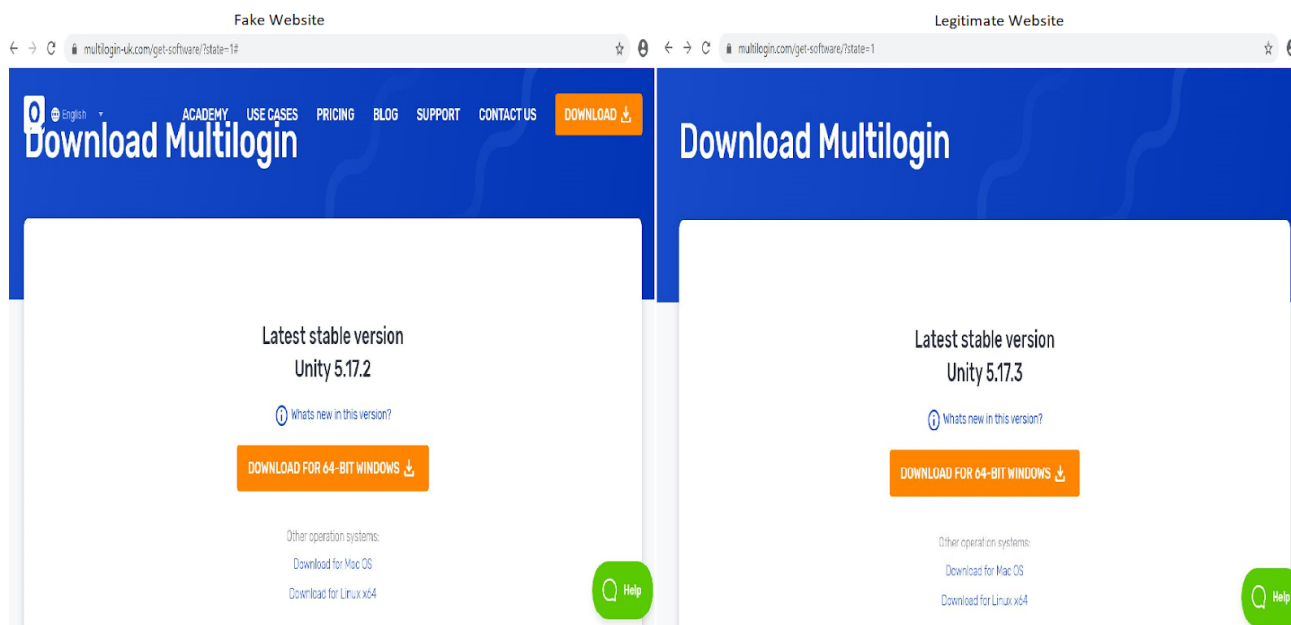 Fake Website
multilogin-uk.com/get-software/?state=1#
English
ACADEMY USE CASES PRICING BLOG SUPPORT CONTACT US DOWNLOAD
Download Multilogin
Latest stable version
Unity 5.17.2
Whats new in this version?
DOWNLOAD FOR 64-BIT WINDOWS
Other operation systems:
Download for Mac OS
Download for Linux x64
Help
Legitimate Website
multilogin.com/get-software/?state=1
Download Multilogin
Latest stable version
Unity 5.17.3
Whats new in this version?
DOWNLOAD FOR 64-BIT WINDOWS
Other operation systems:
Download for Mac OS
Download for Linux x64
Help